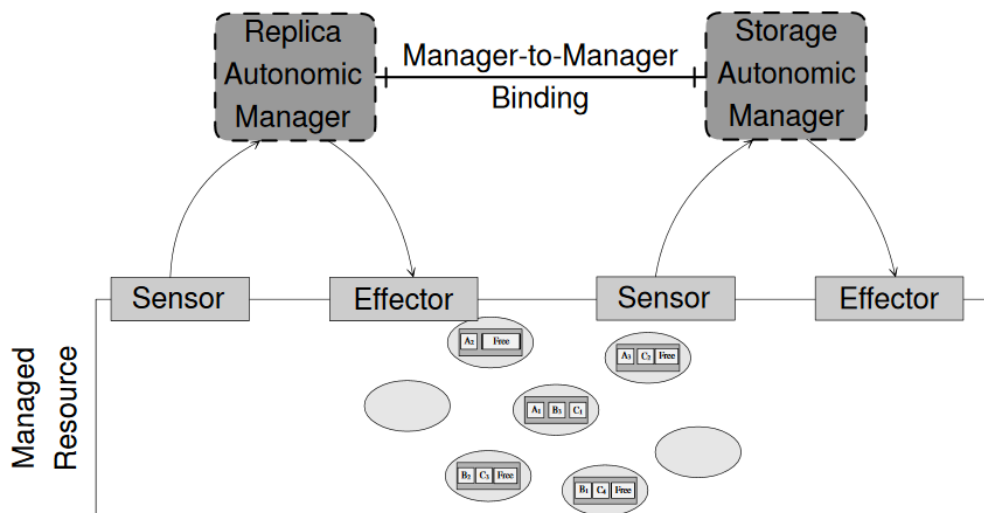 Replica
Autonomic
Manager
Manager-to-Manager
Binding
Storage
Autonomic
Manager
Sensor
Effector
Sensor
Effector
Managed
Resource
A₂ Free
A₃ C₂ Free
A₁ B₃ C₁
B₂ C₃ Free
B₁ C₄ Free